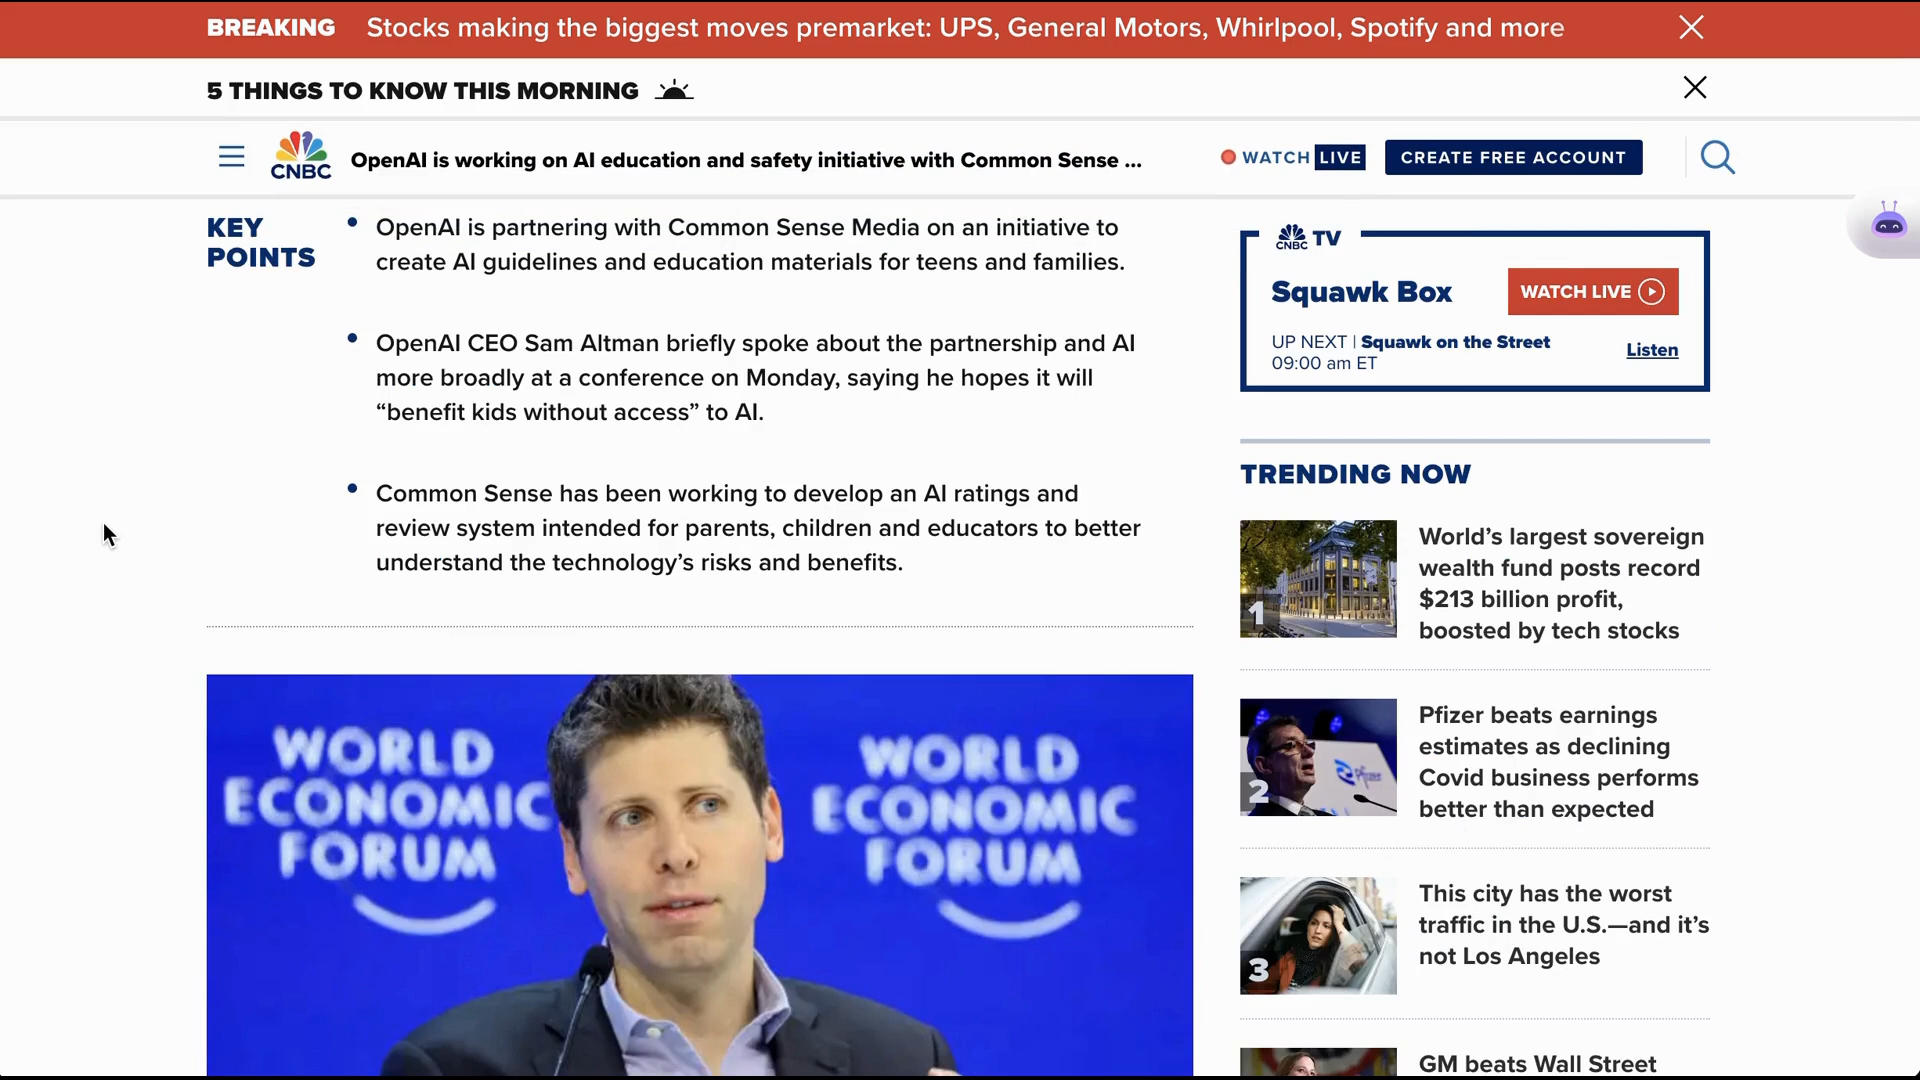 BREAKING Stocks making the biggest moves premarket: UPS, General Motors, Whirlpool, Spotify and more
5 THINGS TO KNOW THIS MORNING
CNBC
OpenAI is working on AI education and safety initiative with Common Sense ...
WATCH LIVE
CREATE FREE ACCOUNT
KEY
POINTS
OpenAI is partnering with Common Sense Media on an initiative to
create AI guidelines and education materials for teens and families.
OpenAI CEO Sam Altman briefly spoke about the partnership and AI
more broadly at a conference on Monday, saying he hopes it will
“benefit kids without access” to AI.
Common Sense has been working to develop an AI ratings and
review system intended for parents, children and educators to better
understand the technology’s risks and benefits.
WORLD
ECONOMIC
FORUM
WORLD
ECONOMIC
FORUM
CNBC TV
Squawk Box
WATCH LIVE
UP NEXT | Squawk on the Street
09:00 am ET
Listen
TRENDING NOW
1
World’s largest sovereign
wealth fund posts record
$213 billion profit,
boosted by tech stocks
2
Pfizer
Pfizer beats earnings
estimates as declining
Covid business performs
better than expected
3
This city has the worst
traffic in the U.S.—and it’s
not Los Angeles
GM beats Wall Street